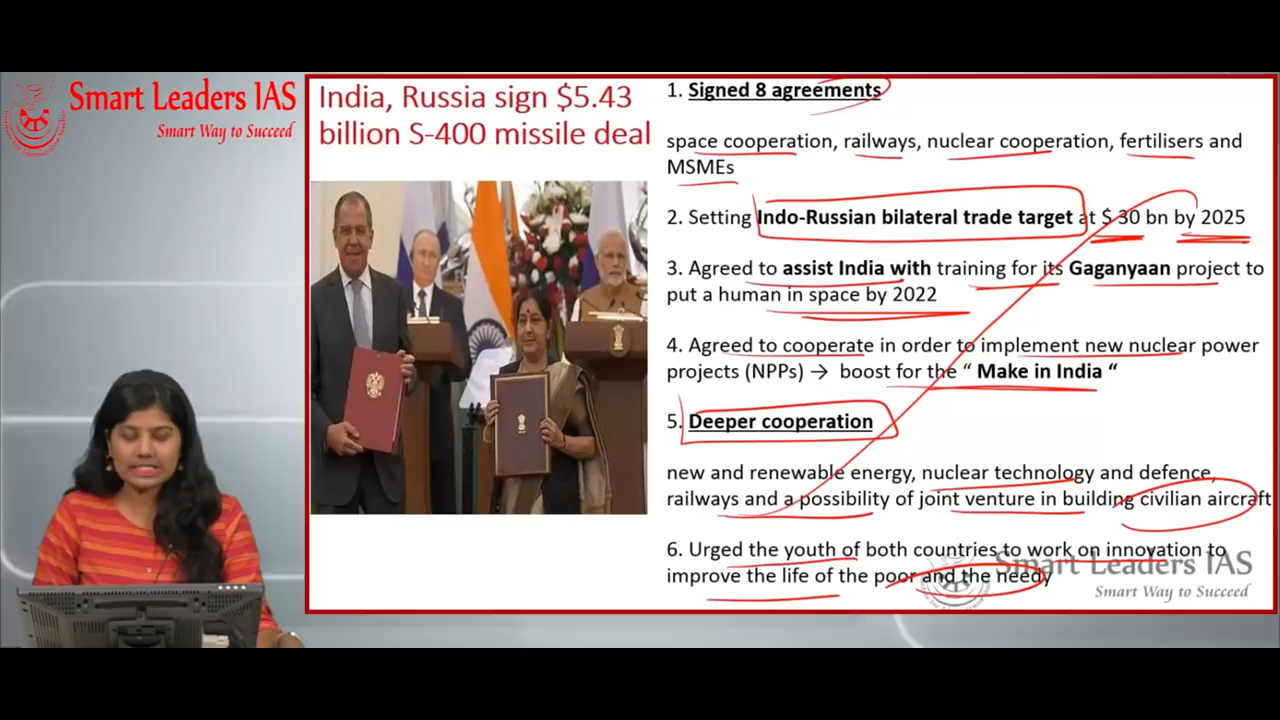 Smart Leaders IAS
Smart Way to Succeed
India, Russia sign $5.43
billion S-400 missile deal
1. Signed 8 agreements
space cooperation, railways, nuclear cooperation, fertilisers and
MSMEs
2. Setting Indo-Russian bilateral trade target at $ 30 bn by 2025
3. Agreed to assist India with training for its Gaganyaan project to
put a human in space by 2022
4. Agreed to cooperate in order to implement new nuclear power
projects (NPPs) → boost for the “ Make in India “
5. Deeper cooperation
new and renewable energy, nuclear technology and defence,
railways and a possibility of joint venture in building civilian aircraft
6. Urged the youth of both countries to work on innovation to
improve the life of the poor and the needy
Smart Leaders IAS
Smart Way to Succeed